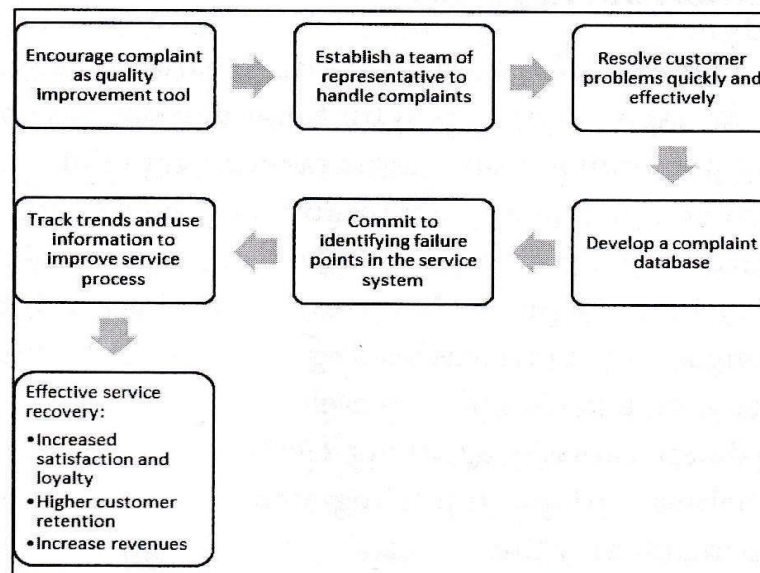 Encourage complaint
as quality
improvement tool
Establish a team of
representative to
handle complaints
Resolve customer
problems quickly and
effectively
Develop a complaint
database
Commit to
identifying failure
points in the service
system
Track trends and use
information to
improve service
process
Effective service
recovery:
•Increased
satisfaction and
loyalty
•Higher customer
retention
•Increase revenues